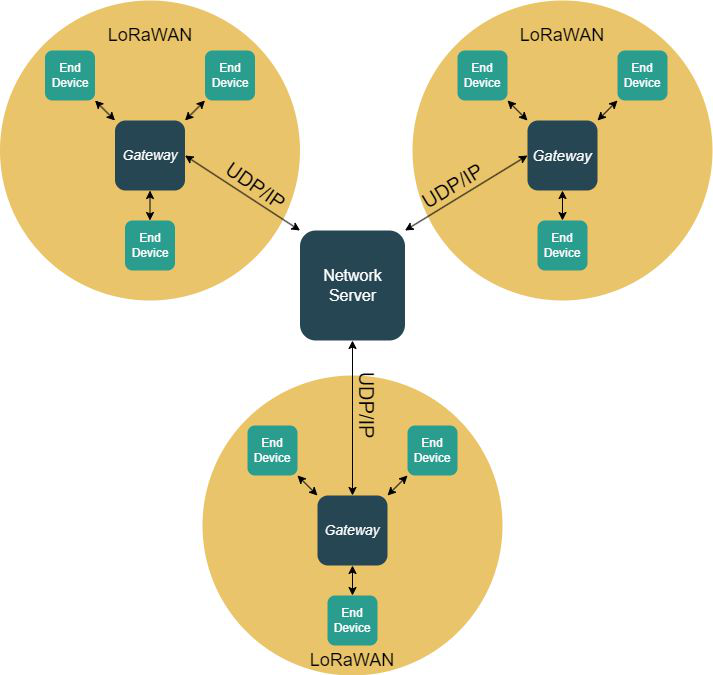 LoRaWAN
End
Device
End
Device
Gateway
UDP/IP
End
Device
LoRaWAN
End
Device
End
Device
Gateway
UDP/IP
End
Device
Network
Server
UDP/IP
End
Device
End
Device
Gateway
End
Device
LoRaWAN